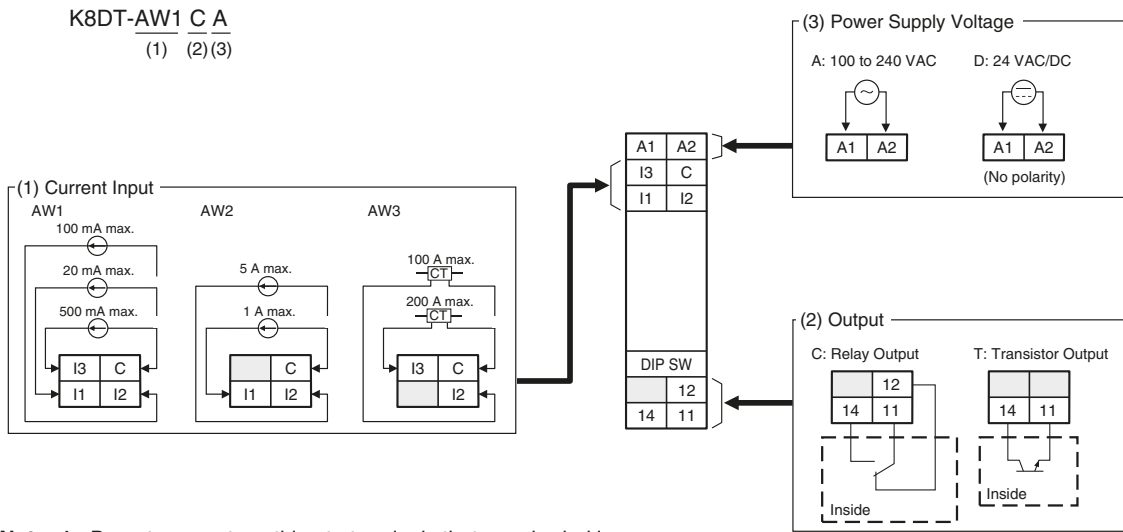 K8DT-AW1 C A
(1) (2) (3)
(3) Power Supply Voltage
A: 100 to 240 VAC
D: 24 VAC/DC
A1 A2
A1 A2
(No polarity)
A1 A2
I3 C
I1 I2
DIP SW
12
14 11
(1) Current Input
AW1
AW2
AW3
100 mA max.
20 mA max.
500 mA max.
I3 C
I1 I2
5 A max.
1 A max.
C
I1 I2
100 A max.
CT
200 A max.
CT
I3 C
I2
(2) Output
C: Relay Output
T: Transistor Output
12
14 11
Inside
14 11
Inside